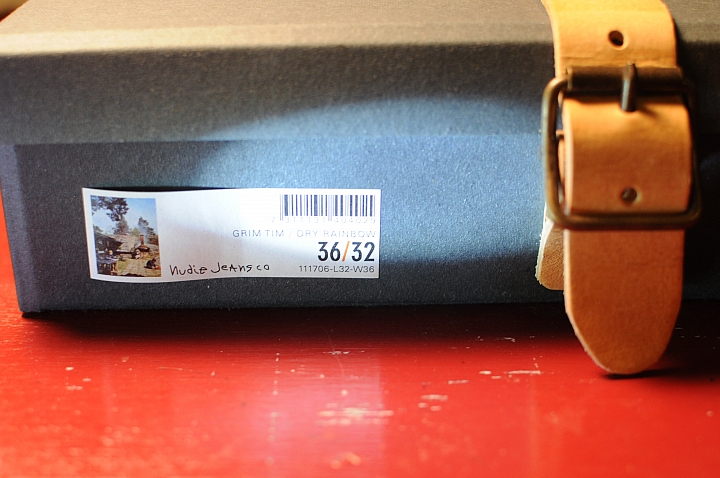 GRIM TIM / DRY RAINBOW
36/32
nudie Jeans co
111706-L32-W36